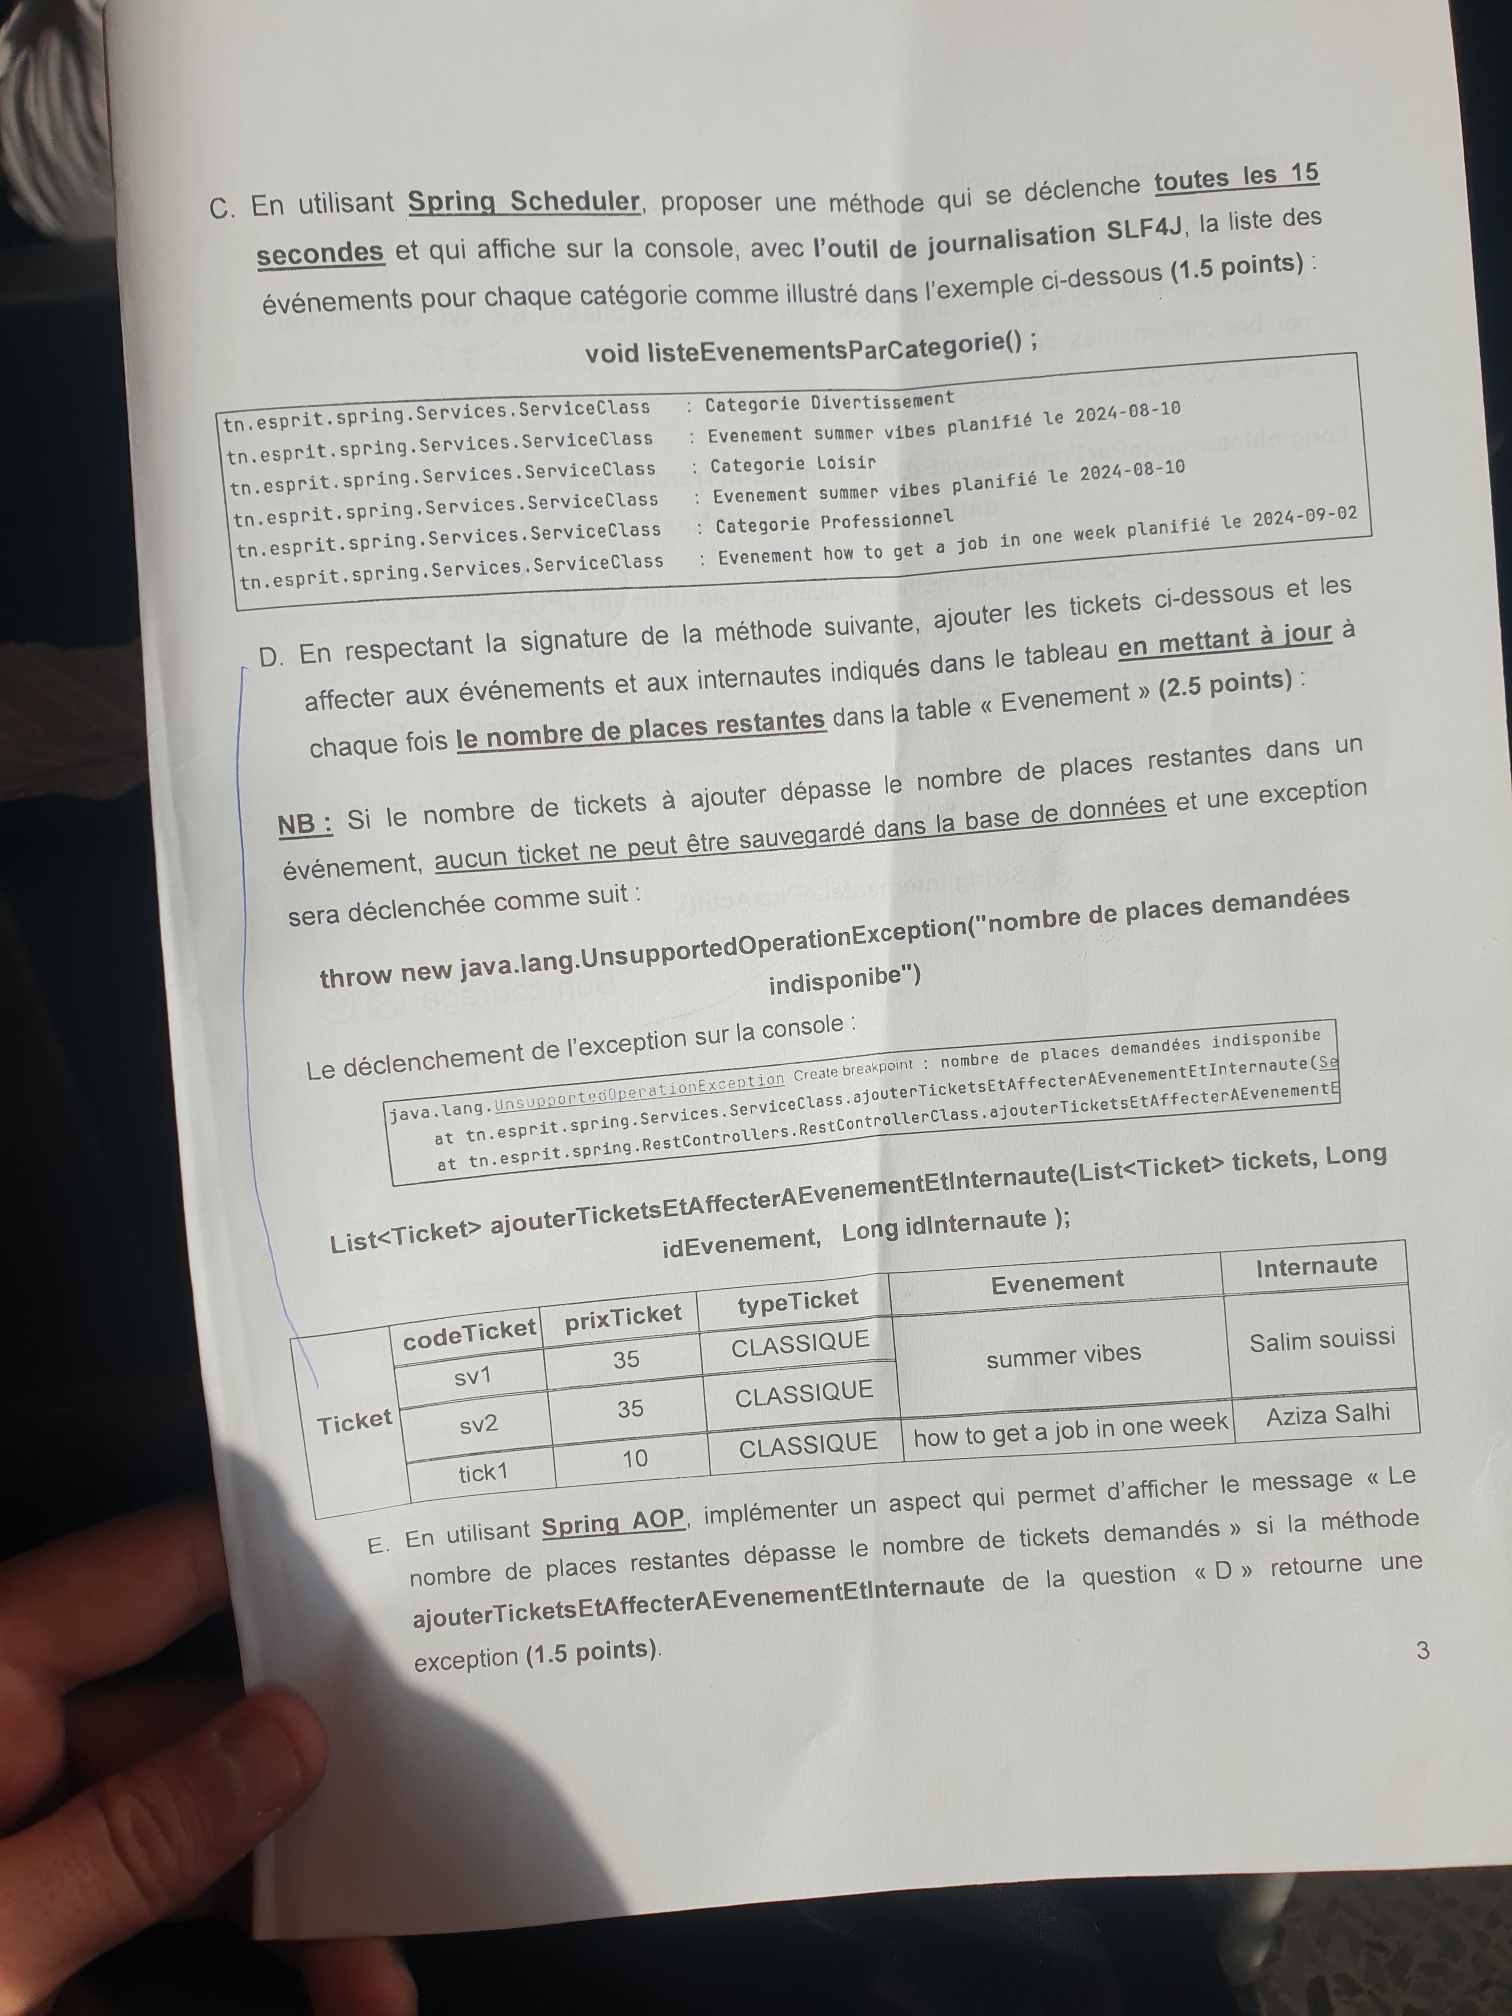 C. En utilisant Spring Scheduler, proposer une méthode qui se déclenche toutes les 15
secondes et qui affiche sur la console, avec l'outil de journalisation SLF4J, la liste des
événements pour chaque catégorie comme illustré dans l'exemple ci-dessous (1.5 points) :
void listeEvenementsParCategorie() ;
tn.esprit.spring.Services.ServiceClass : Categorie Divertissement
tn.esprit.spring.Services.ServiceClass : Evenement summer vibes planifié le 2024-08-10
tn.esprit.spring.Services.ServiceClass : Categorie Loisir
tn.esprit.spring.Services.ServiceClass : Evenement summer vibes planifié le 2024-08-10
tn.esprit.spring.Services.ServiceClass : Categorie Professionnel
tn.esprit.spring.Services.ServiceClass : Evenement how to get a job in one week planifié le 2024-09-02
D. En respectant la signature de la méthode suivante, ajouter les tickets ci-dessous et les
affecter aux événements et aux internautes indiqués dans le tableau en mettant à jour à
chaque fois le nombre de places restantes dans la table « Evenement » (2.5 points) :
NB : Si le nombre de tickets à ajouter dépasse le nombre de places restantes dans un
événement, aucun ticket ne peut être sauvegardé dans la base de données et une exception
sera déclenchée comme suit :
throw new java.lang.UnsupportedOperationException("nombre de places demandées
indisponibe")
Le déclenchement de l'exception sur la console :
java.lang.UnsupportedOperationException Create breakpoint : nombre de places demandées indisponibe
at tn.esprit.spring.Services.ServiceClass.ajouterTicketsEtAffecterAEvenementEtInternaute(Se
at tn.esprit.spring.RestControllers.RestControllerClass.ajouterTicketsEtAffecterAEvenementE
List<Ticket> ajouterTicketsEtAffecterAEvenementEtInternaute(List<Ticket> tickets, Long
idEvenement, Long idInternaute );
codeTicket prixTicket typeTicket Evenement Internaute
Ticket
sv1 35 CLASSIQUE summer vibes Salim souissi
sv2 35 CLASSIQUE
tick1 10 CLASSIQUE how to get a job in one week Aziza Salhi
E. En utilisant Spring AOP, implémenter un aspect qui permet d'afficher le message « Le
nombre de places restantes dépasse le nombre de tickets demandés » si la méthode
ajouterTicketsEtAffecterAEvenementEtInternaute de la question « D » retourne une
exception (1.5 points).
3